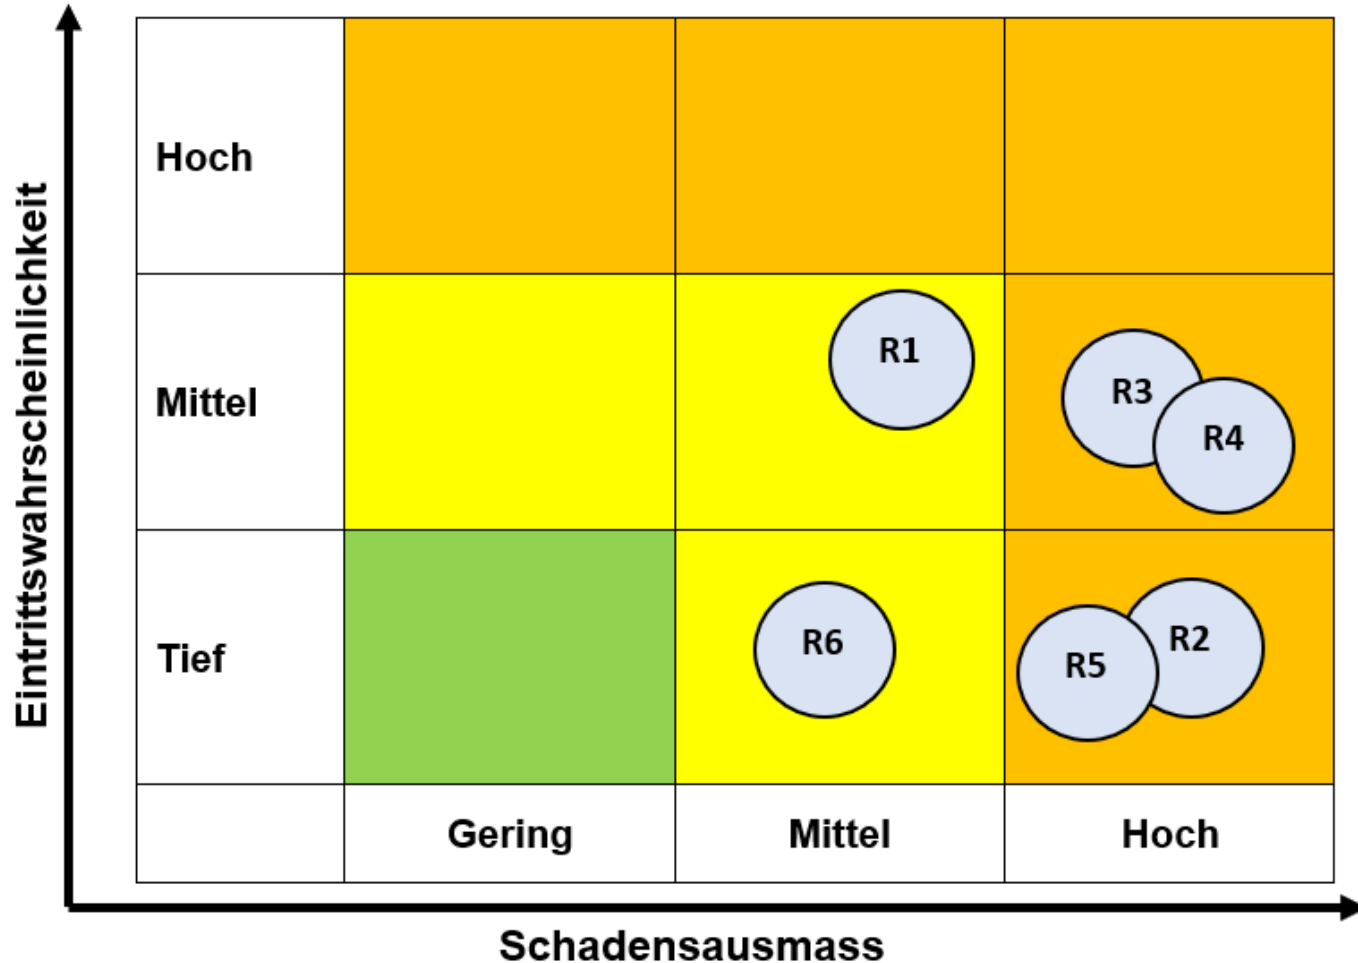 Eintrittswahrscheinlichkeit
Hoch
Mittel
R1
R3
R4
Tief
R6
R5
R2
Gering
Mittel
Hoch
Schadensausmass